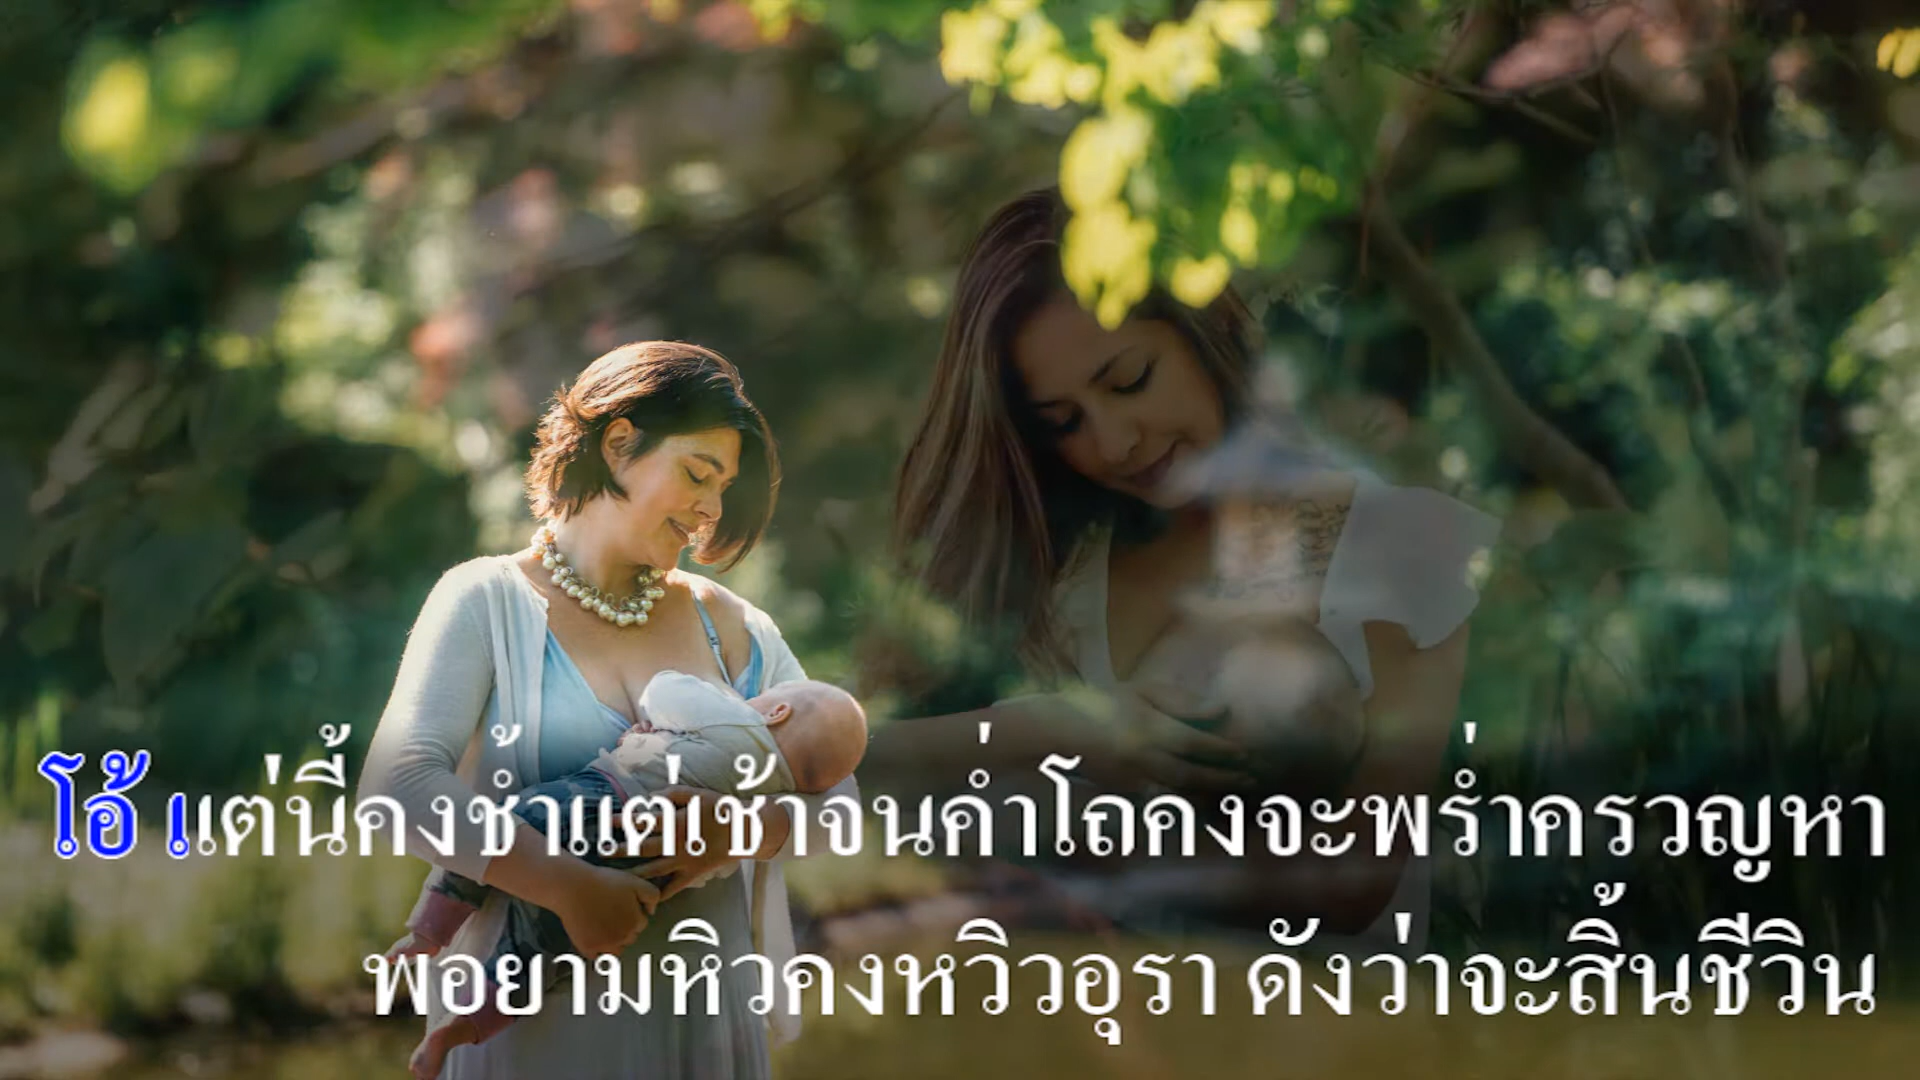 โอ้ แต่นี้คงช้ำแต่เช้าจนค่ำโถคงจะพร่ำครวญหา
พอยามหิวคงหวิวอุรา ดังว่าจะสิ้นชีวิน